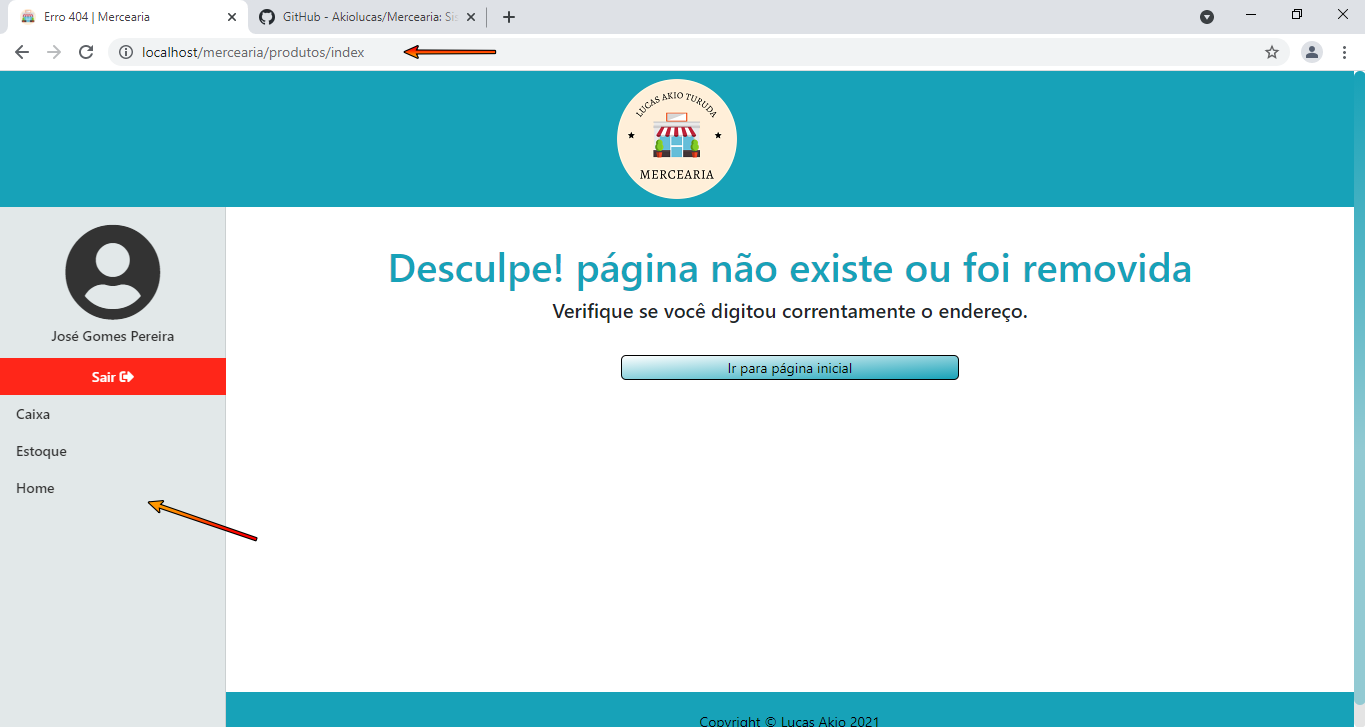 Erro 404 | Mercearia
GitHub - Akiolucas/Mercearia: Sis
localhost/mercearia/produtos/index
LUCAS AKIO TURUDA
MERCEARIA
José Gomes Pereira
Sair
Caixa
Estoque
Home
Desculpe! página não existe ou foi removida
Verifique se você digitou correntamente o endereço.
Ir para página inicial
Copyright © Lucas Akio 2021